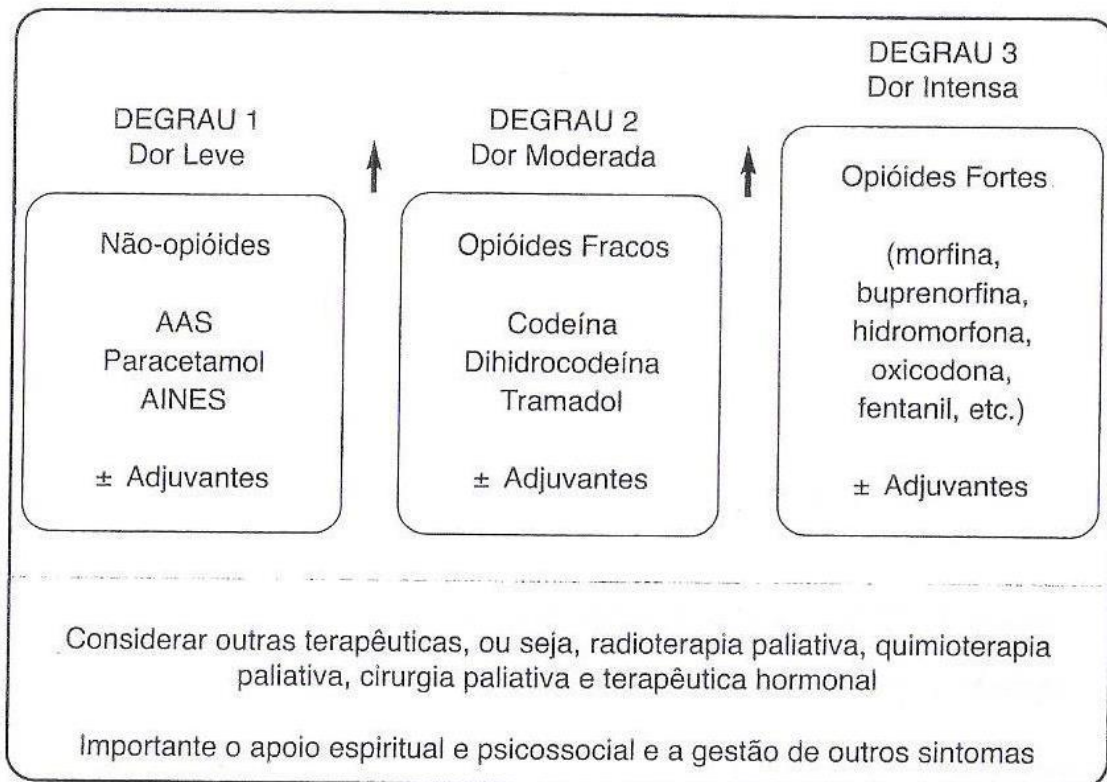 DEGRAU 1
Dor Leve
Não-opióides
AAS
Paracetamol
AINES
± Adjuvantes
DEGRAU 2
Dor Moderada
Opióides Fracos
Codeína
Dihidrocodeína
Tramadol
± Adjuvantes
DEGRAU 3
Dor Intensa
Opióides Fortes
(morfina,
buprenorfina,
hidromorfona,
oxicodona,
fentanil, etc.)
± Adjuvantes
Considerar outras terapêuticas, ou seja, radioterapia paliativa, quimioterapia
paliativa, cirurgia paliativa e terapêutica hormonal
Importante o apoio espiritual e psicossocial e a gestão de outros sintomas